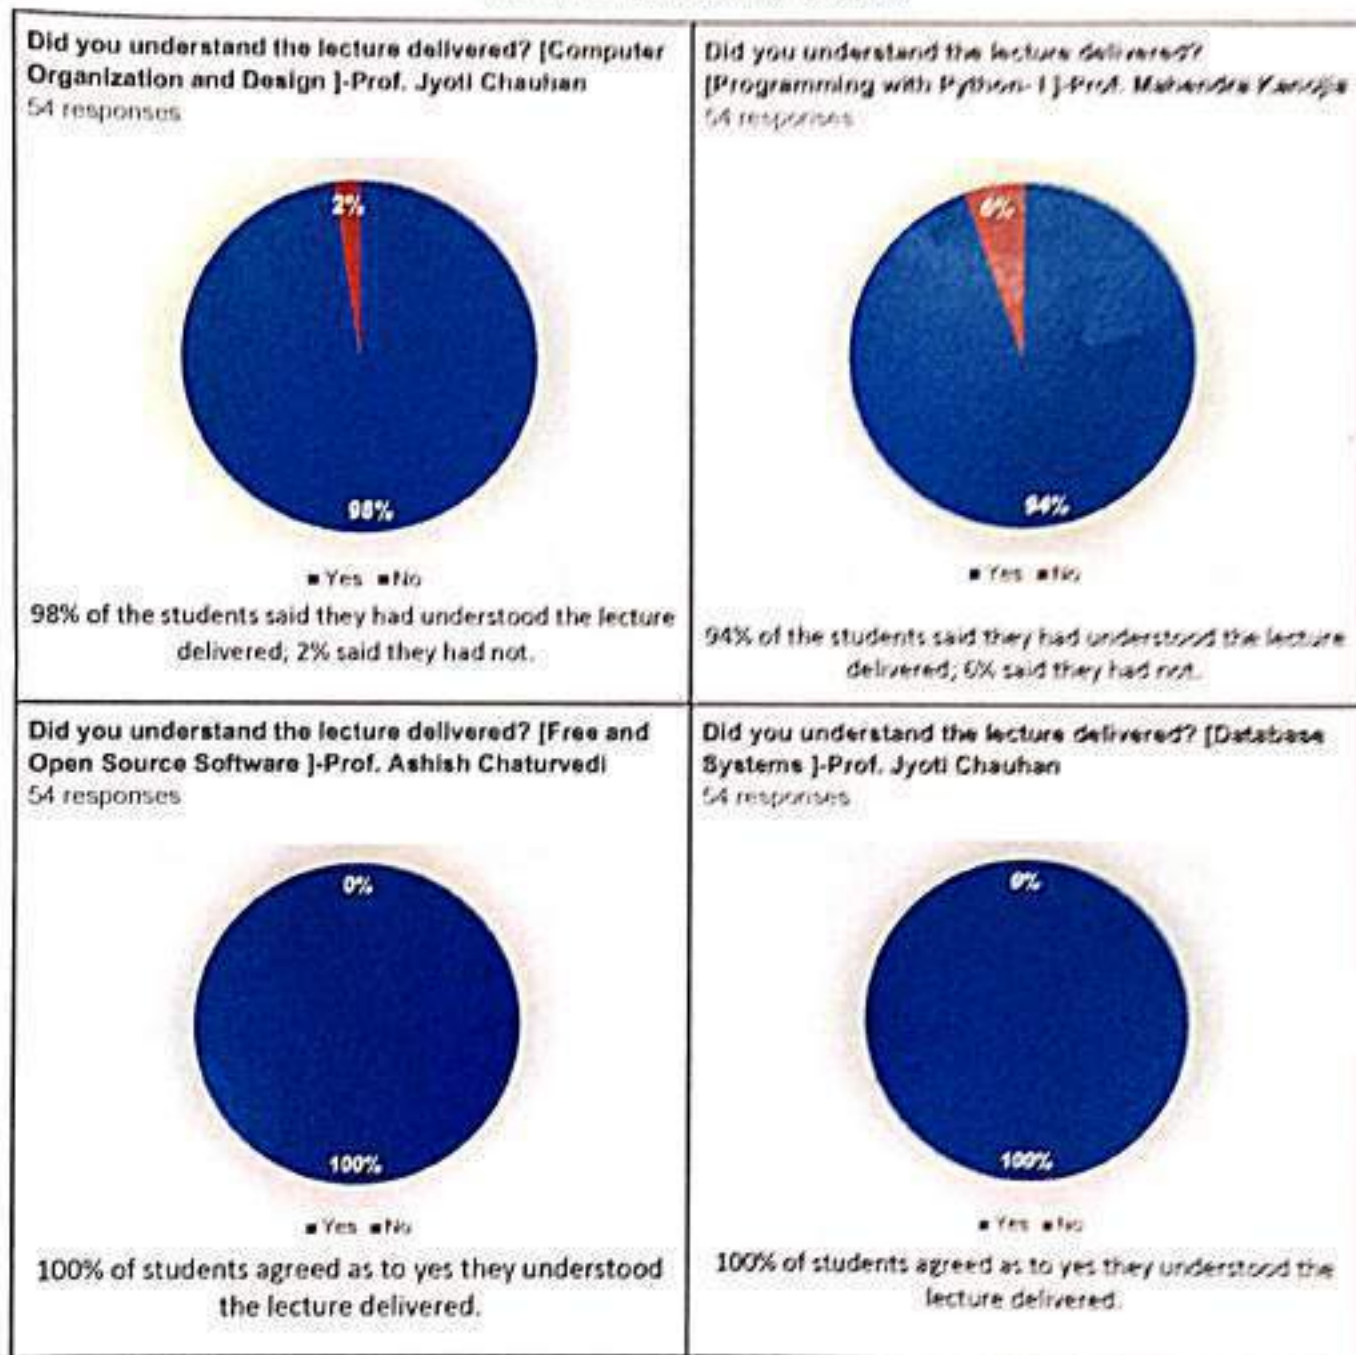 Did you understand the lecture delivered? [Computer
Organization and Design ]-Prof. Jyoti Chauhan
54 responses
2%
98%
■ Yes ■ No
98% of the students said they had understood the lecture
delivered; 2% said they had not.
Did you understand the lecture delivered?
[Programming with Python- I ]-Prof. Mahendra
54 responses
6%
94%
■ Yes ■ No
94% of the students said they had understood the lecture
delivered; 6% said they had not.
Did you understand the lecture delivered? [Free and
Open Source Software ]-Prof. Ashish Chaturvedi
54 responses
0%
100%
■ Yes ■ No
100% of students agreed as to yes they understood
the lecture delivered.
Did you understand the lecture delivered? [Database
Systems ]-Prof. Jyoti Chauhan
54 responses
0%
100%
■ Yes ■ No
100% of students agreed as to yes they understood the
lecture delivered.